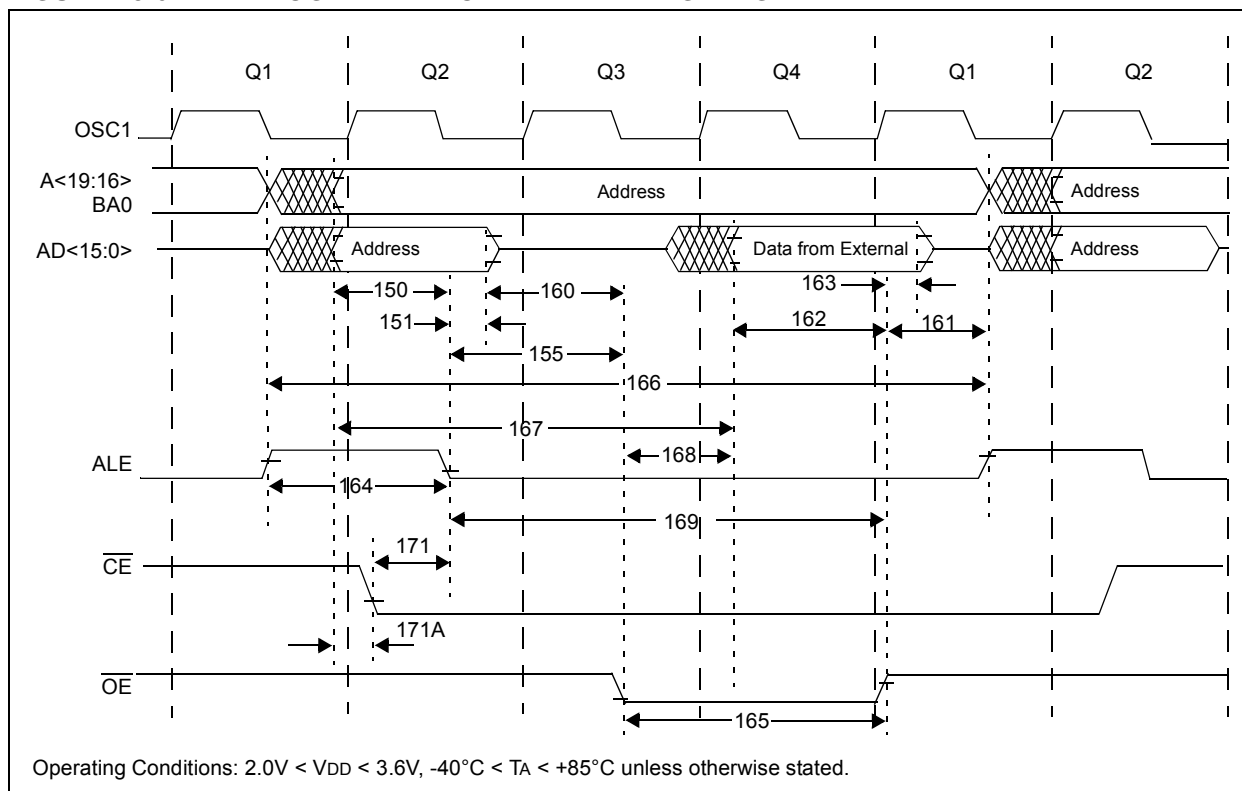 Q1 Q2 Q3 Q4 Q1 Q2
OSC1
A<19:16>
BA0
Address
Address
AD<15:0>
Address
Data from External
Address
150
160
163
151
162
161
155
166
167
ALE
168
164
169
CE
171
171A
OE
165
Operating Conditions: 2.0V < VDD < 3.6V, -40°C < TA < +85°C unless otherwise stated.